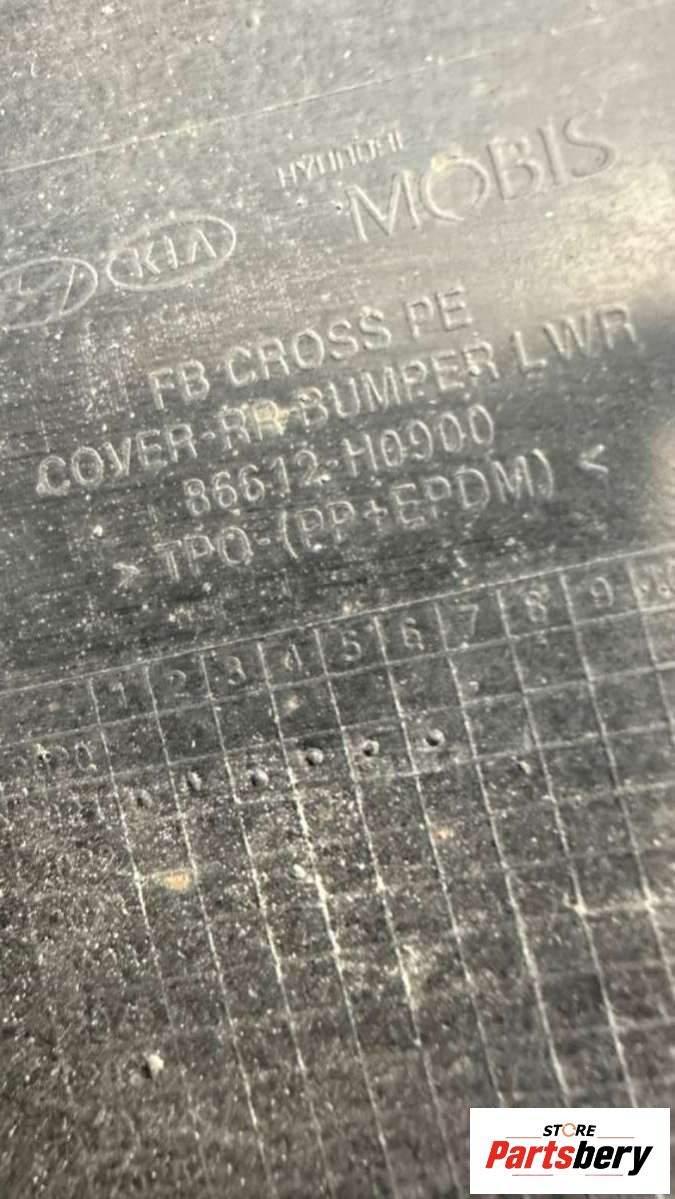 HYUNDAI
MOBIS
KIA
FB CROSS PE
COVER-RR BUMPER LWR
86612-H0900
>TPO-(PP+EPDM)<
1 2 3 4 5 6 7 8 9
STORE
Partsbery